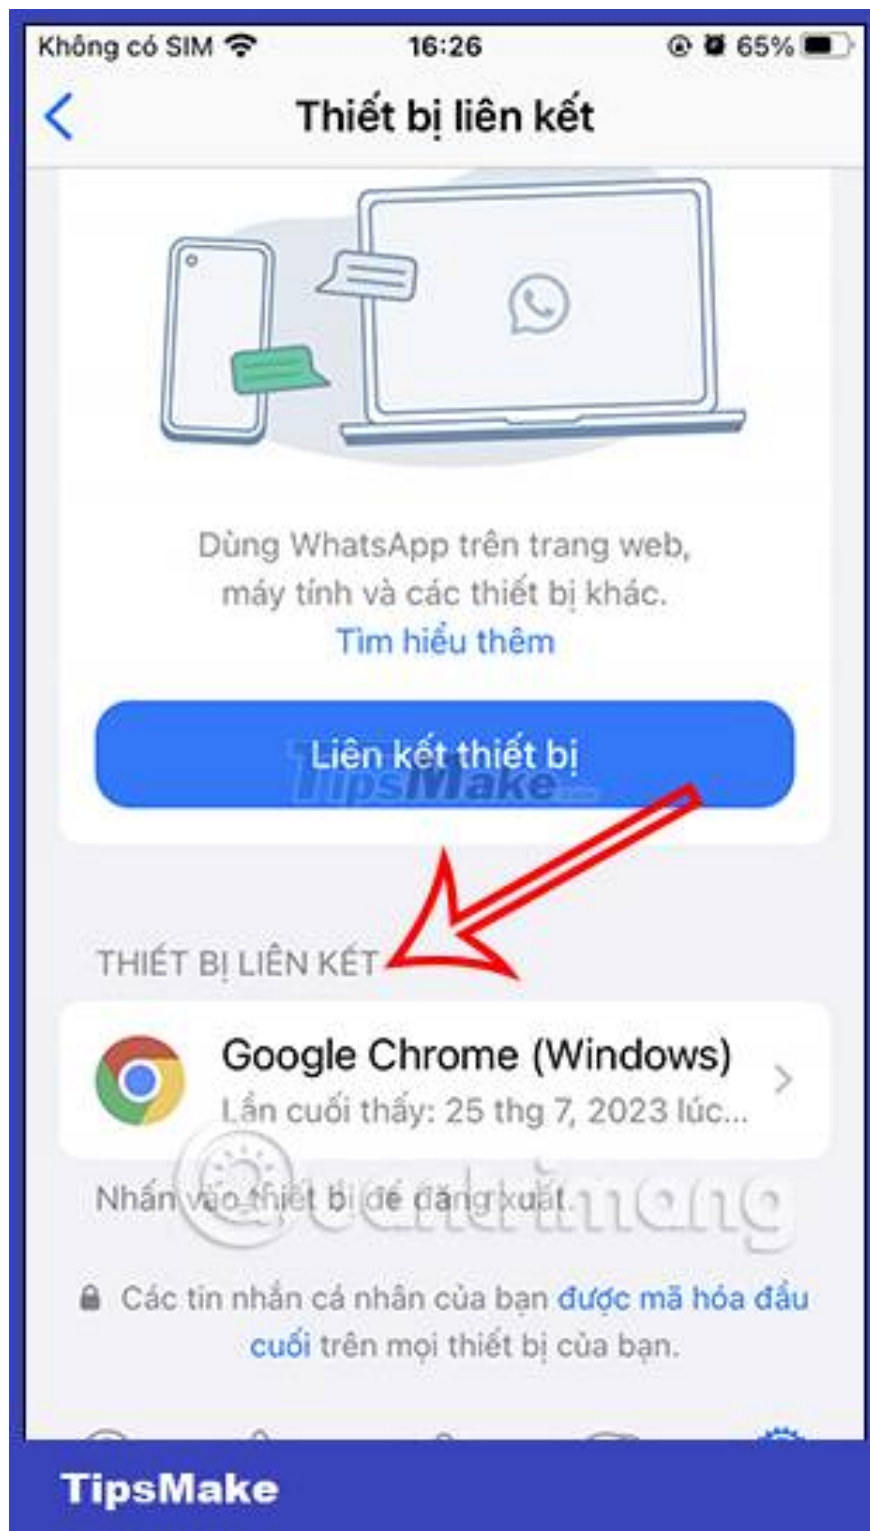 Không có SIM 16:26 65%
Thiết bị liên kết
Dùng WhatsApp trên trang web,
máy tính và các thiết bị khác.
Tìm hiểu thêm
Liên kết thiết bị
TipsMake
THIẾT BỊ LIÊN KẾT
Google Chrome (Windows)
Lần cuối thấy: 25 thg 7, 2023 lúc...
Nhấn vào thiết bị để đăng xuất.
quantrimang
Các tin nhắn cá nhân của bạn được mã hóa đầu
cuối trên mọi thiết bị của bạn.
TipsMake